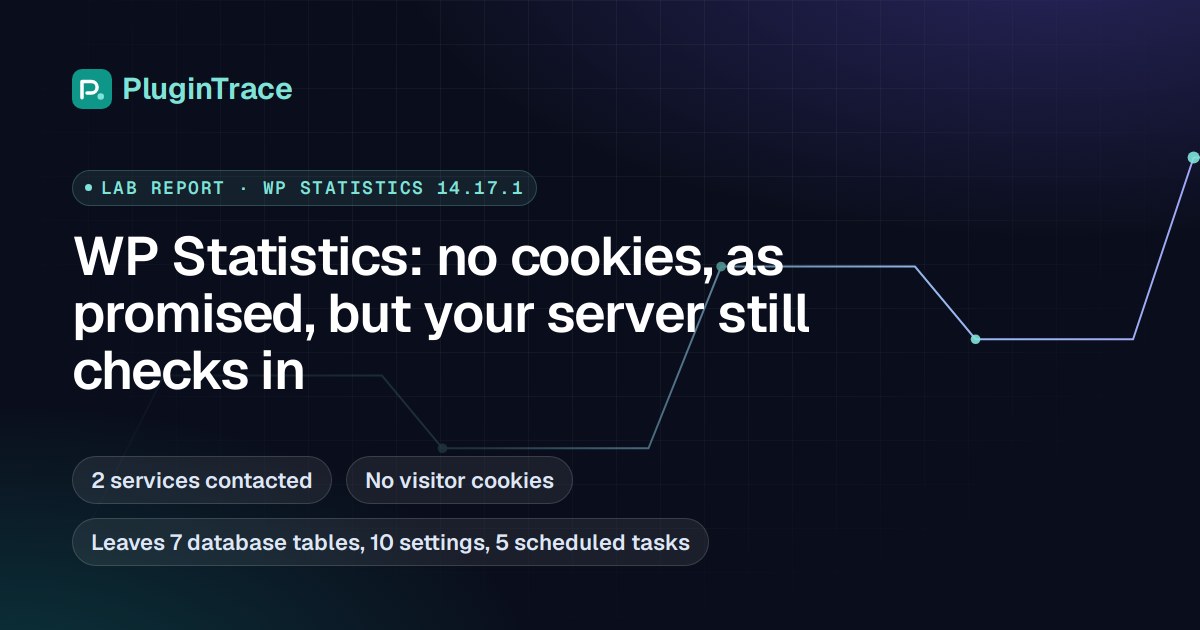 PluginTrace
LAB REPORT · WP STATISTICS 14.17.1
WP Statistics: no cookies, as
promised, but your server still
checks in
2 services contacted
No visitor cookies
Leaves 7 database tables, 10 settings, 5 scheduled tasks